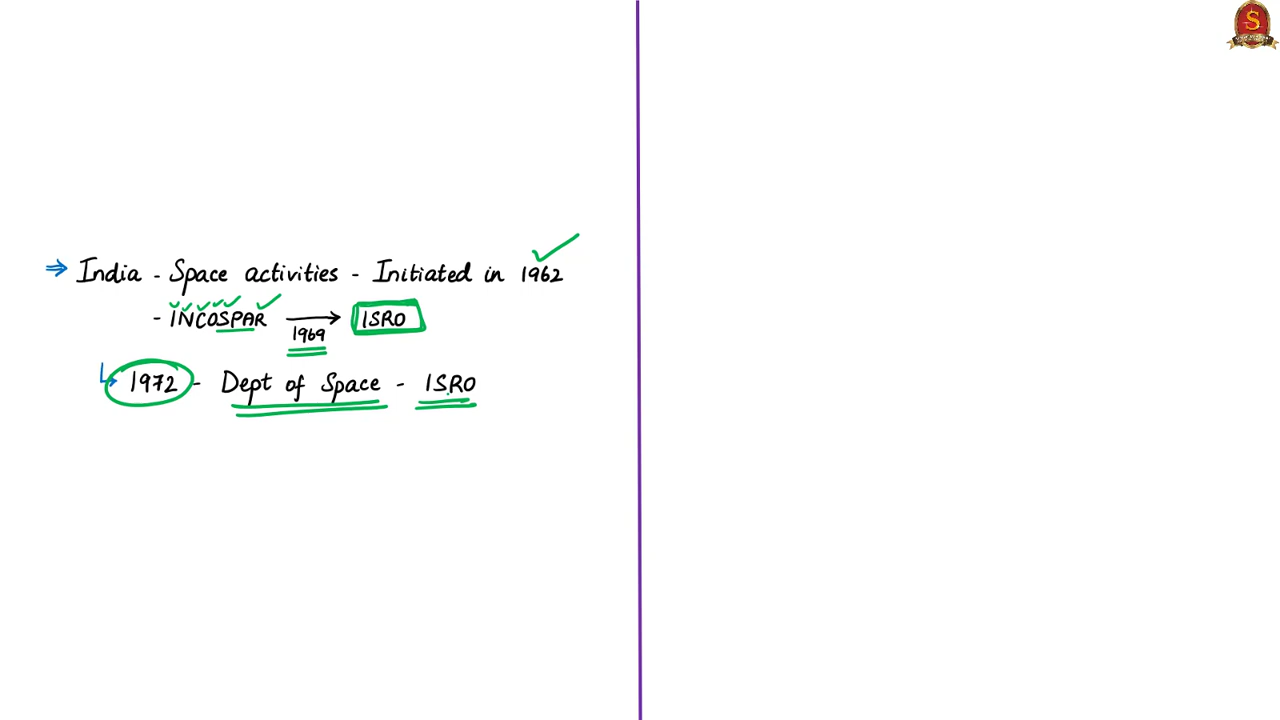 ⇒ India - Space activities - Initiated in 1962
- INCOSPAR → ISRO
1969
↳ 1972 - Dept of Space - ISRO
S